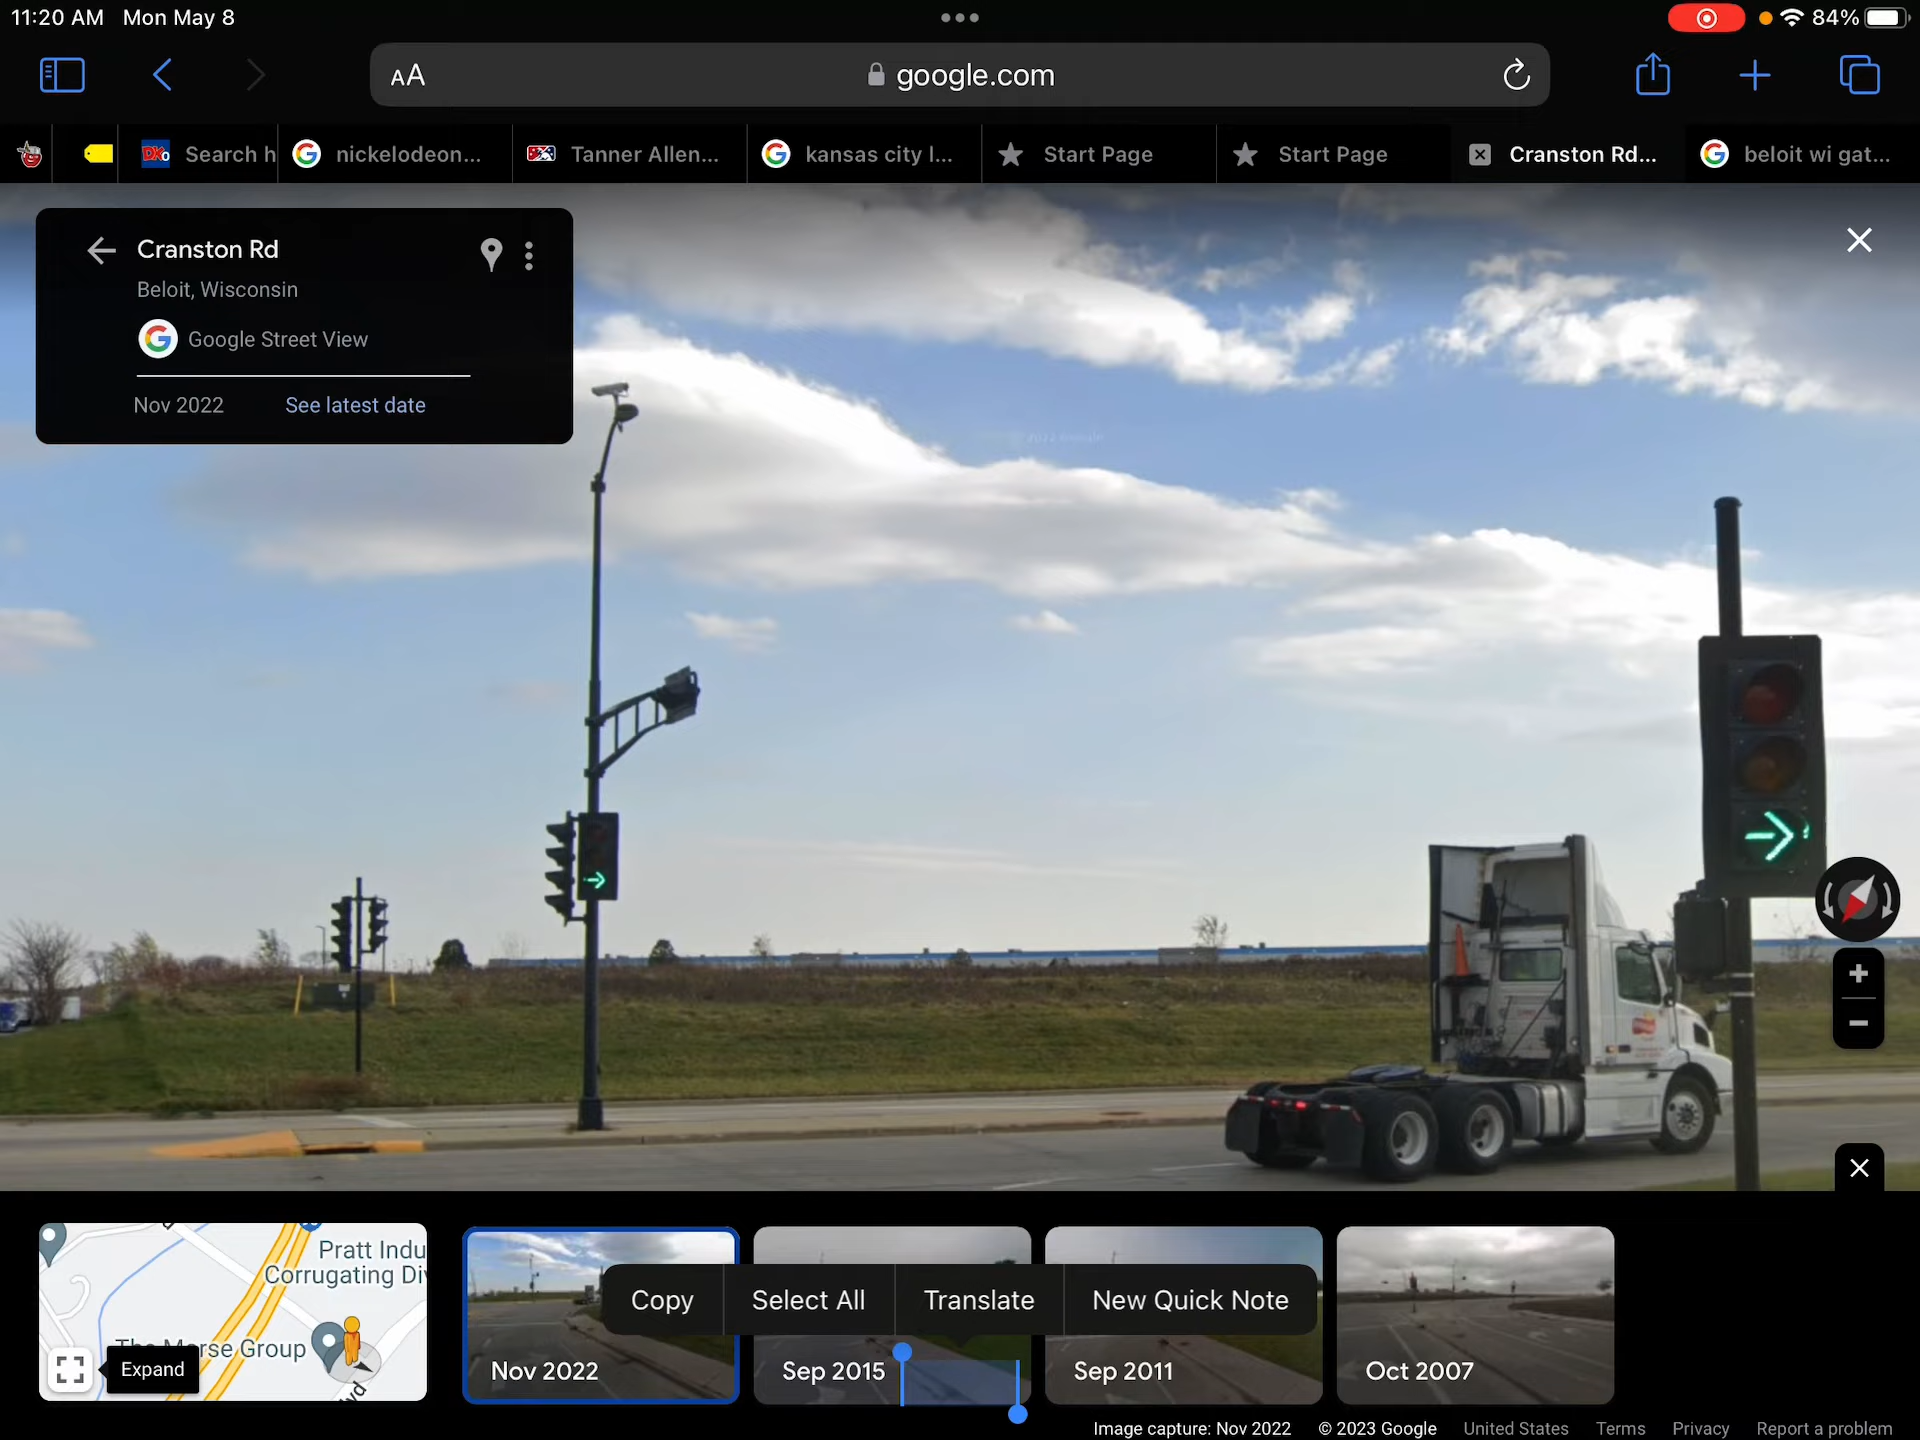 11:20 AM Mon May 8
84%
AA
google.com
Search h
nickelodeon...
Tanner Allen...
kansas city l...
Start Page
Start Page
Cranston Rd...
beloit wi gat...
Cranston Rd
Beloit, Wisconsin
Google Street View
Nov 2022 See latest date
Pratt Indu
Corrugating Div
The Morse Group
Expand
Copy
Select All
Translate
New Quick Note
Nov 2022
Sep 2015
Sep 2011
Oct 2007
Image capture: Nov 2022 © 2023 Google United States Terms Privacy Report a problem